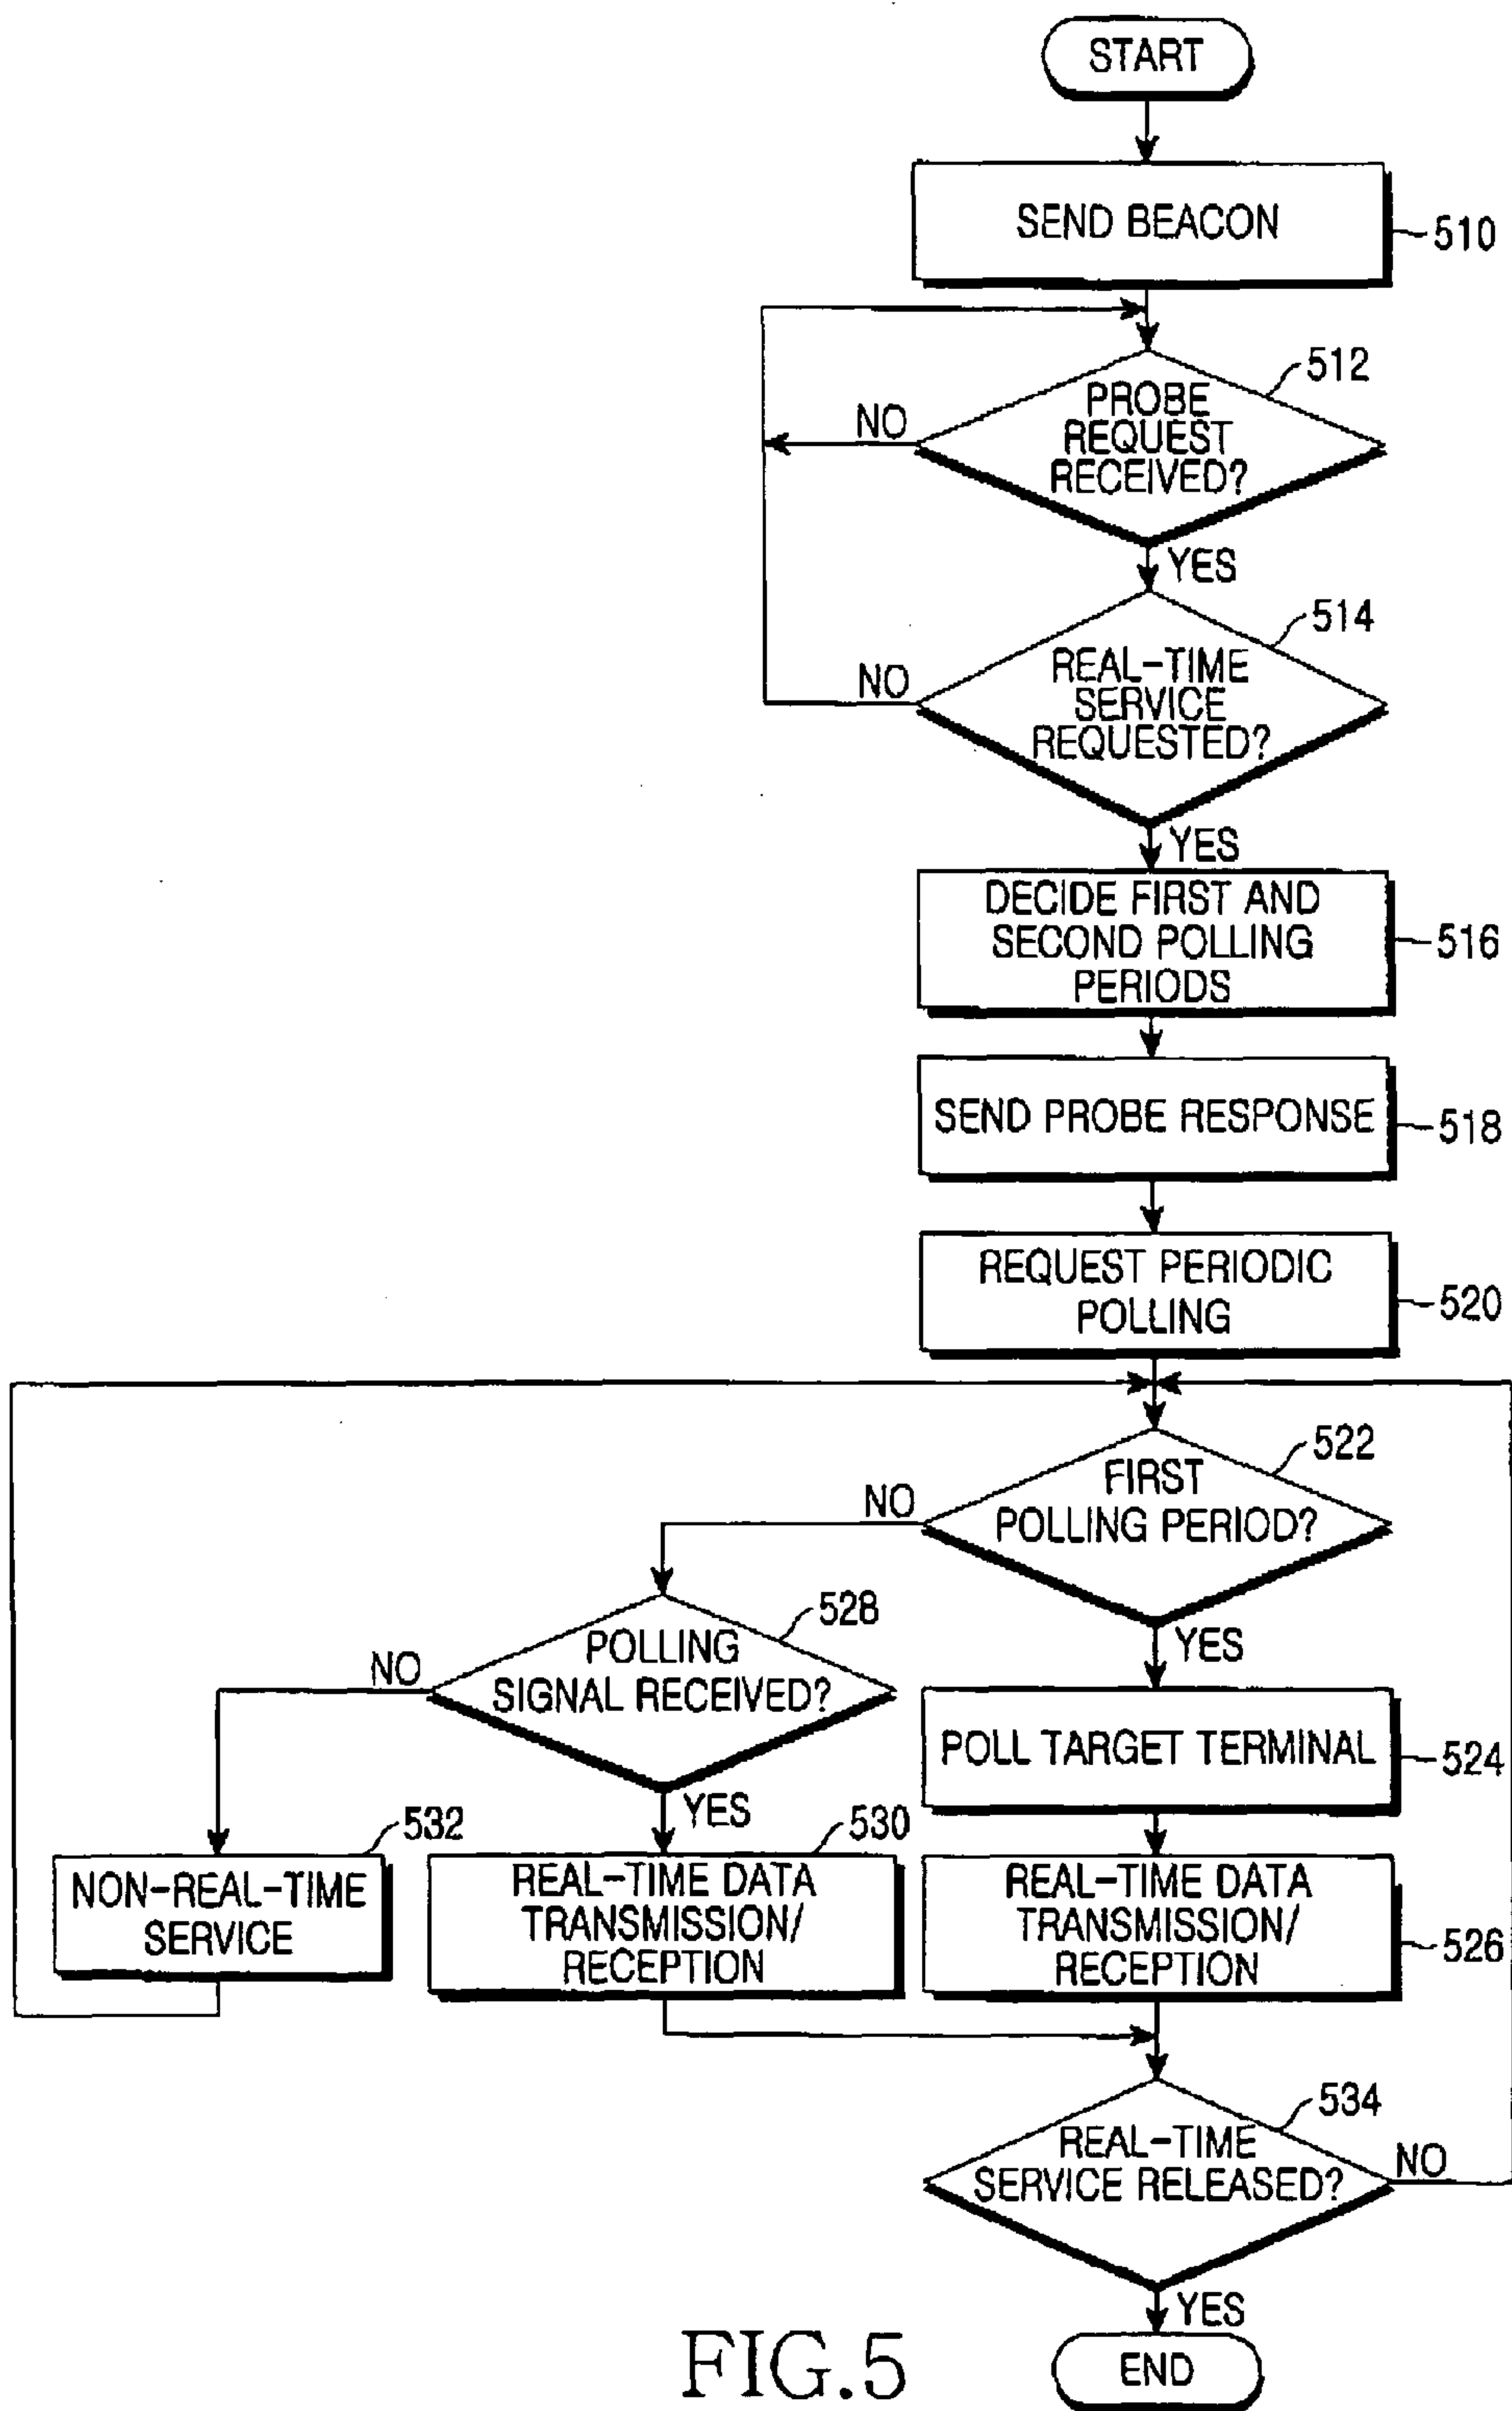 START
SEND BEACON
510
512
PROBE
REQUEST
RECEIVED?
NO
YES
514
REAL-TIME
SERVICE
REQUESTED?
NO
YES
DECIDE FIRST AND
SECOND POLLING
PERIODS
516
SEND PROBE RESPONSE
518
REQUEST PERIODIC
POLLING
520
522
FIRST
POLLING PERIOD?
NO
YES
528
POLLING
SIGNAL RECEIVED?
NO
YES
POLL TARGET TERMINAL
524
532
NON-REAL-TIME
SERVICE
530
REAL-TIME DATA
TRANSMISSION/
RECEPTION
REAL-TIME DATA
TRANSMISSION/
RECEPTION
526
534
REAL-TIME
SERVICE RELEASED?
NO
YES
END
FIG.5